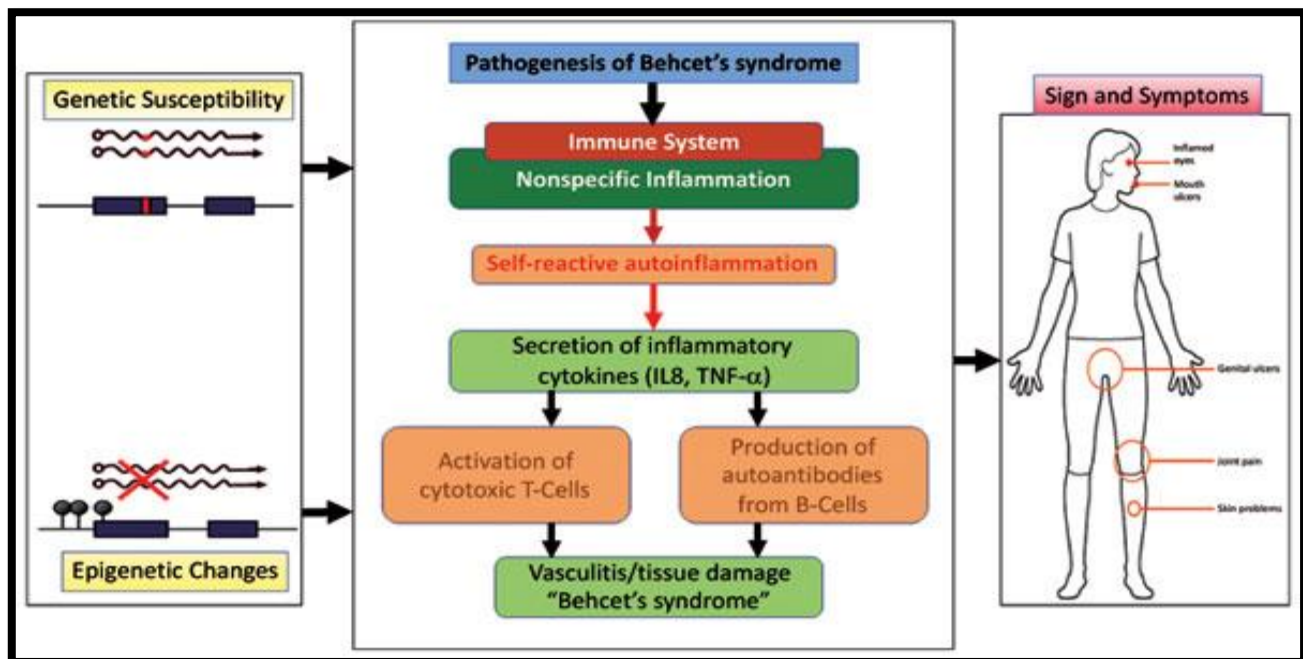 Genetic Susceptibility
Epigenetic Changes
Pathogenesis of Behcet's syndrome
Immune System
Nonspecific Inflammation
Self-reactive autoinflammation
Secretion of inflammatory
cytokines (IL8, TNF-α)
Activation of
cytotoxic T-Cells
Production of
autoantibodies
from B-Cells
Vasculitis/tissue damage
“Behcet's syndrome”
Sign and Symptoms
Inflamed
eyes
Mouth
ulcers
Genital ulcers
Joint pain
Skin problems